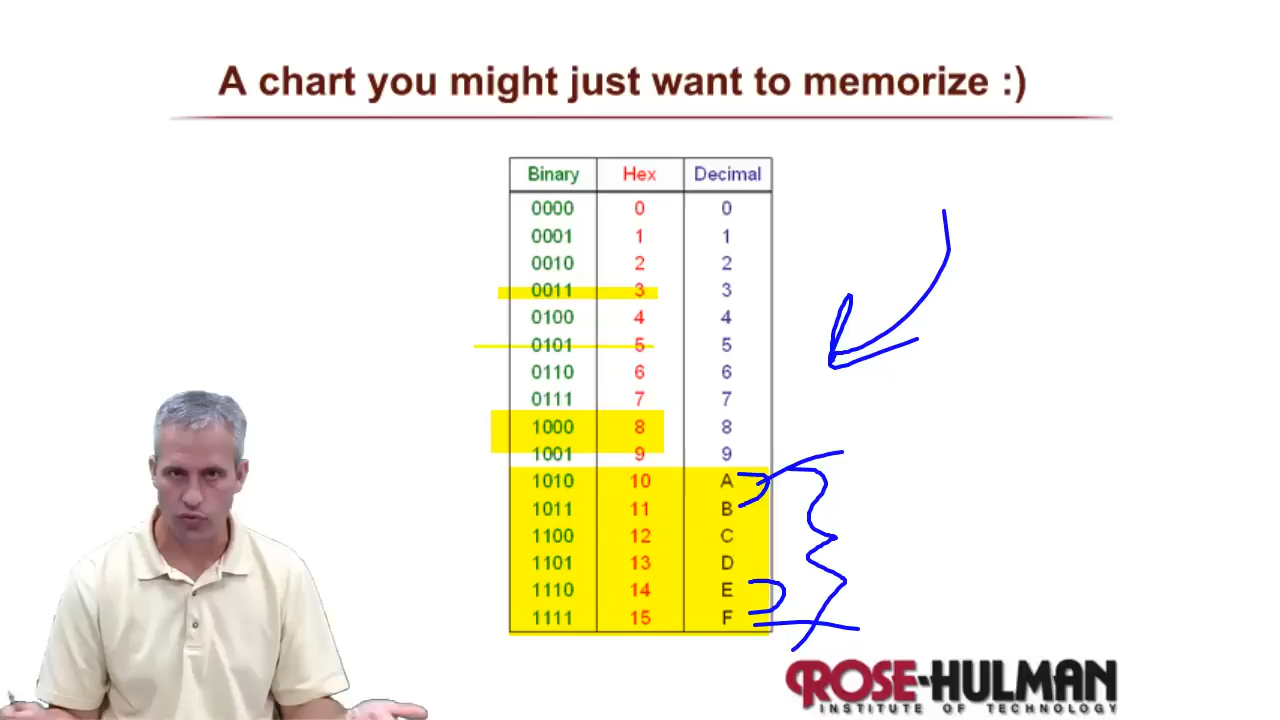 A chart you might just want to memorize :)
Binary Hex Decimal
0000 0 0
0001 1 1
0010 2 2
0011 3 3
0100 4 4
0101 5 5
0110 6 6
0111 7 7
1000 8 8
1001 9 9
1010 10 A
1011 11 B
1100 12 C
1101 13 D
1110 14 E
1111 15 F
ROSE-HULMAN
INSTITUTE OF TECHNOLOGY